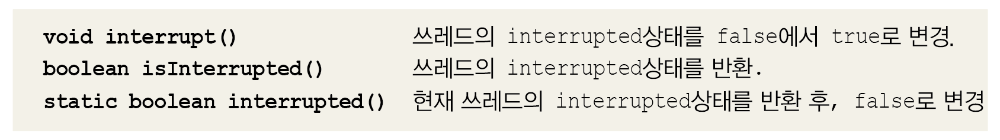 void interrupt() 쓰레드의 interrupted상태를 false에서 true로 변경.
boolean isInterrupted() 쓰레드의 interrupted상태를 반환.
static boolean interrupted() 현재 쓰레드의 interrupted상태를 반환 후, false로 변경